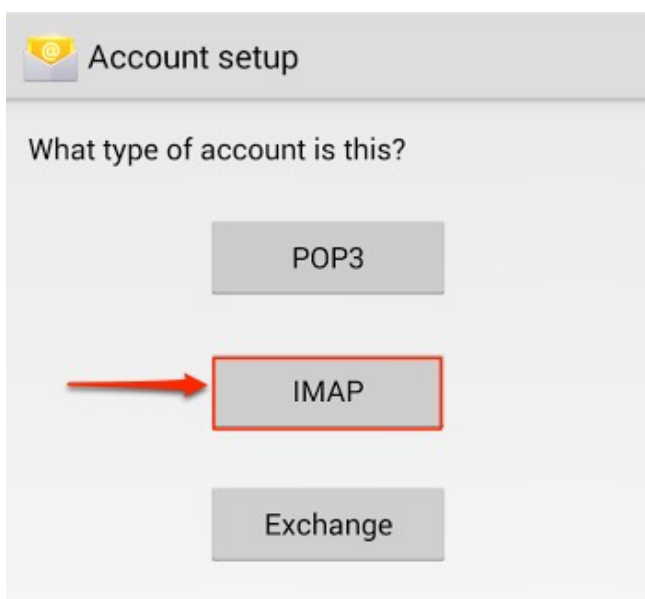 Account setup
What type of account is this?
POP3
IMAP
Exchange